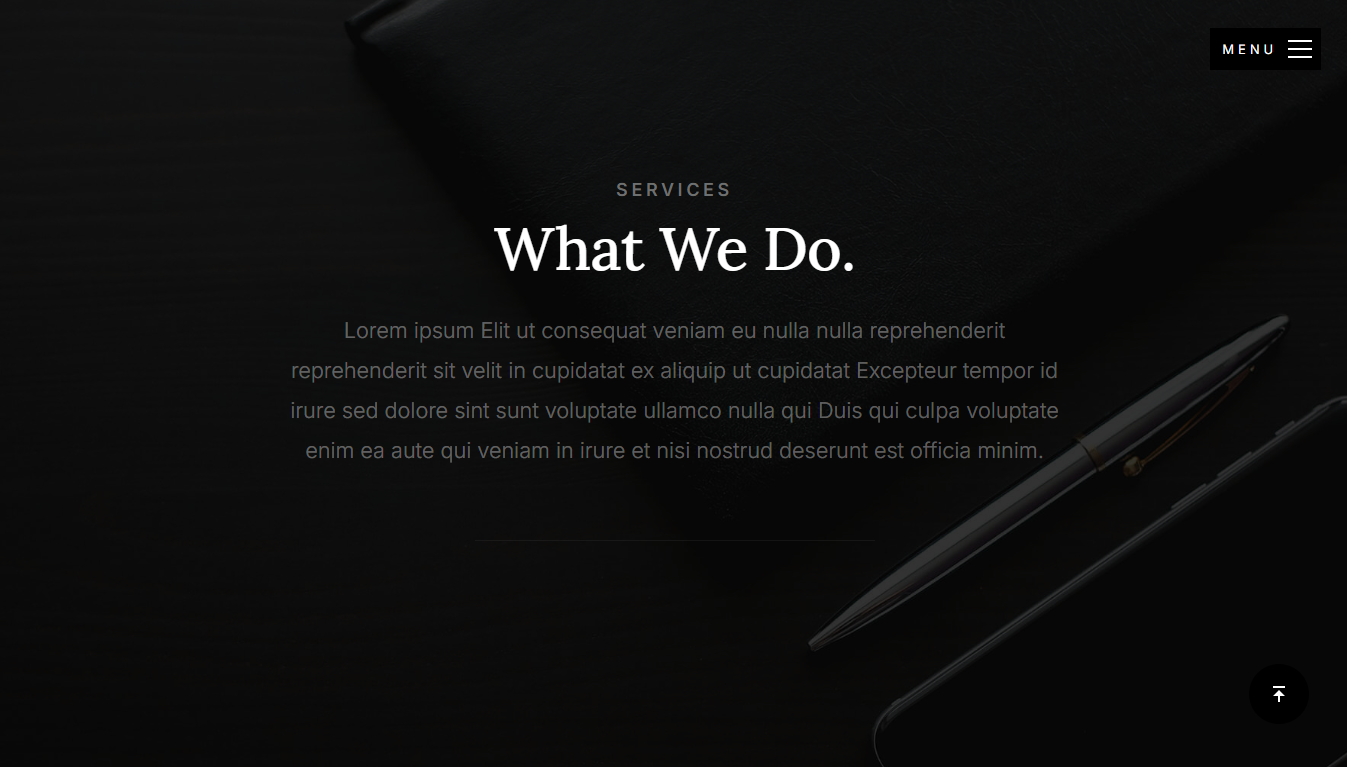 MENU
SERVICES
What We Do.
Lorem ipsum Elit ut consequat veniam eu nulla nulla reprehenderit
reprehenderit sit velit in cupidatat ex aliquip ut cupidatat Excepteur tempor id
irure sed dolore sint sunt voluptate ullamco nulla qui Duis qui culpa voluptate
enim ea aute qui veniam in irure et nisi nostrud deserunt est officia minim.